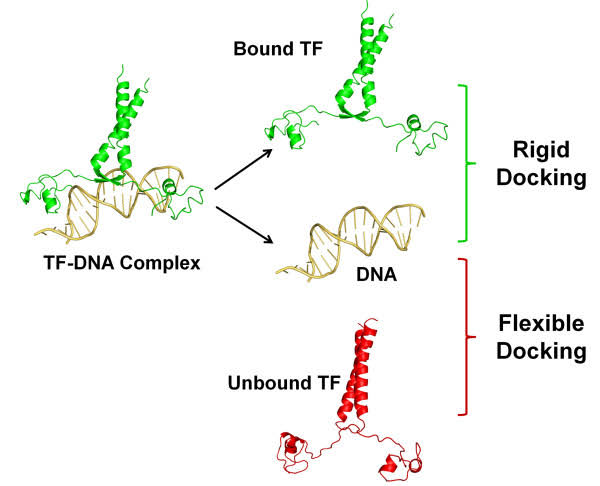 Bound TF
Rigid
Docking
TF-DNA Complex
DNA
Flexible
Docking
Unbound TF